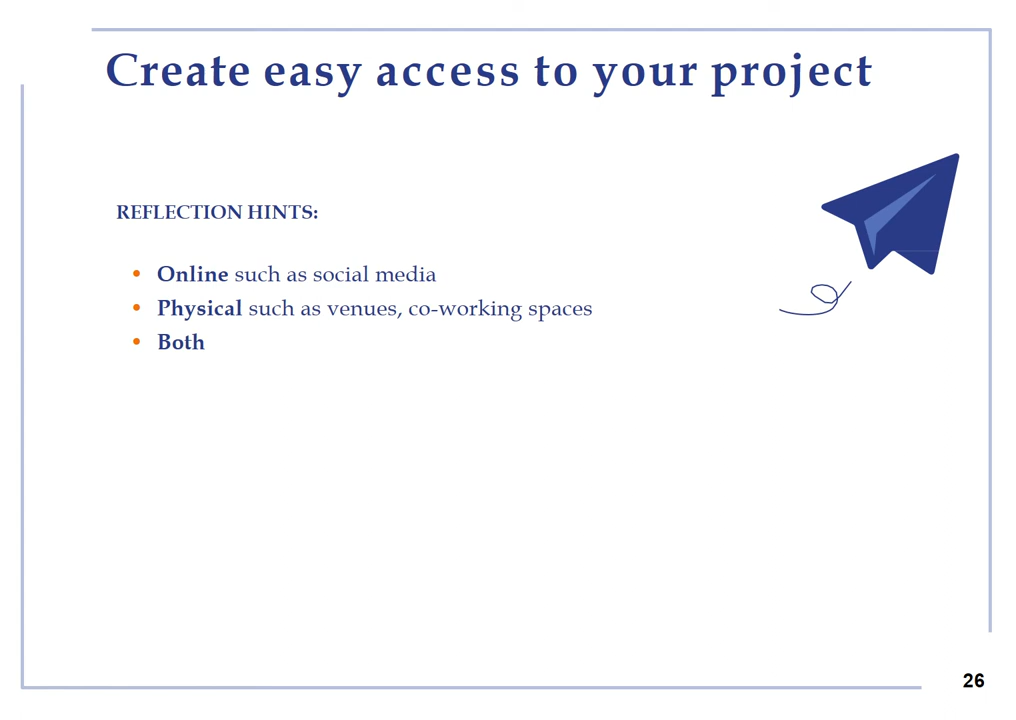 Create easy access to your project
REFLECTION HINTS:
• Online such as social media
• Physical such as venues, co-working spaces
• Both
26